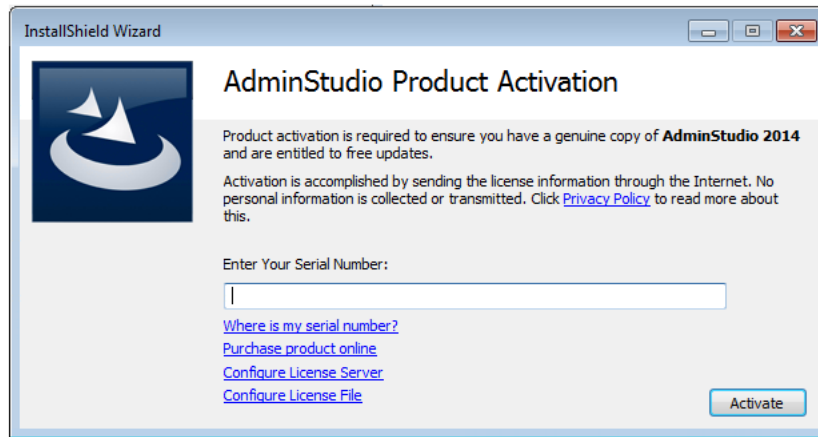 InstallShield Wizard
AdminStudio Product Activation
Product activation is required to ensure you have a genuine copy of AdminStudio 2014
and are entitled to free updates.
Activation is accomplished by sending the license information through the Internet. No
personal information is collected or transmitted. Click Privacy Policy to read more about
this.
Enter Your Serial Number:
Where is my serial number?
Purchase product online
Configure License Server
Configure License File
Activate